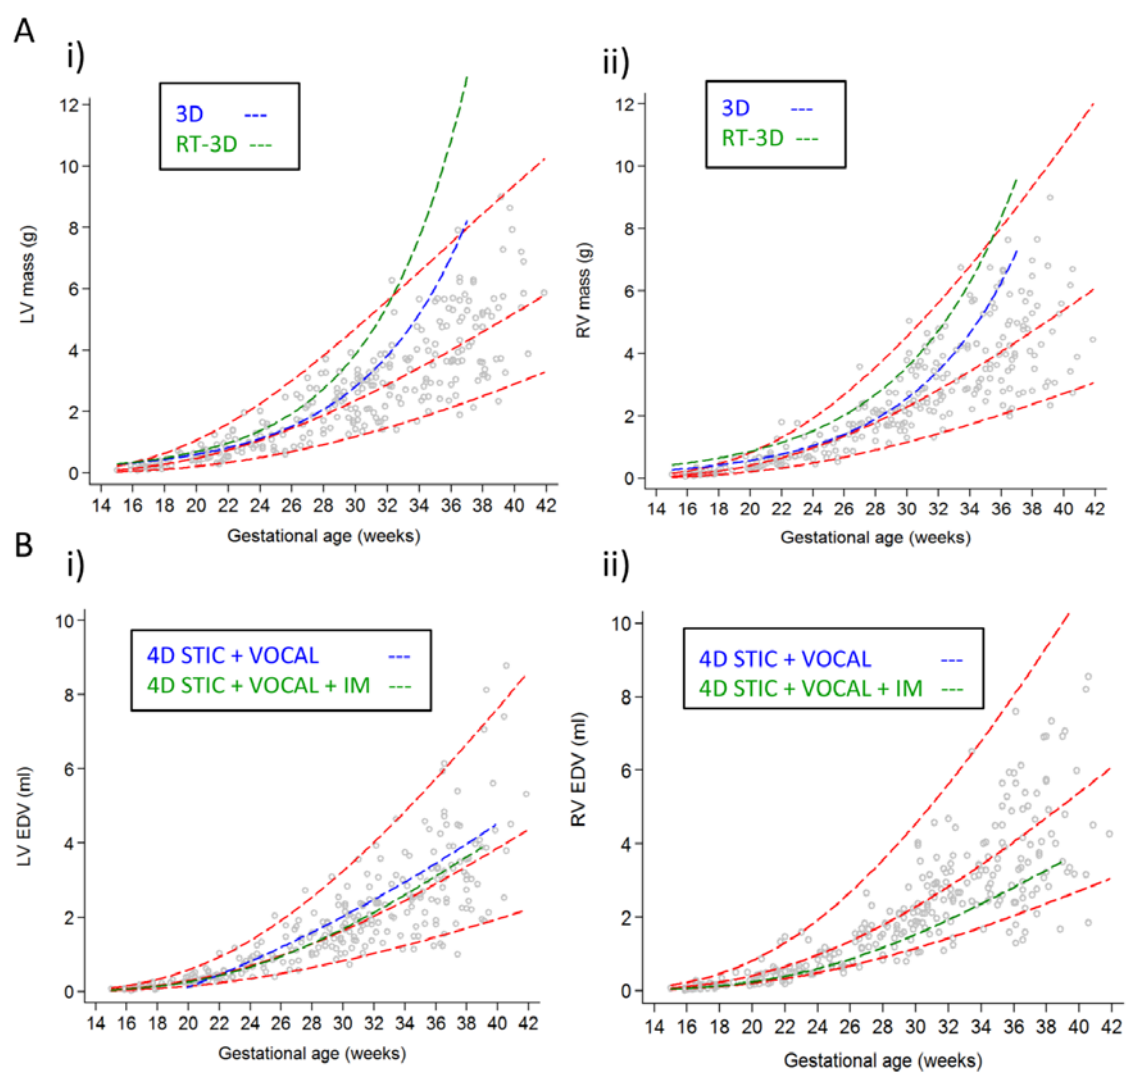 A
i)
3D ---
RT-3D ---
LV mass (g)
12
10
8
6
4
2
0
14 16 18 20 22 24 26 28 30 32 34 36 38 40 42
Gestational age (weeks)
ii)
3D ---
RT-3D ---
RV mass (g)
12
10
8
6
4
2
0
14 16 18 20 22 24 26 28 30 32 34 36 38 40 42
Gestational age (weeks)
B
i)
4D STIC + VOCAL ---
4D STIC + VOCAL + IM ---
LV EDV (ml)
10
8
6
4
2
0
14 16 18 20 22 24 26 28 30 32 34 36 38 40 42
Gestational age (weeks)
ii)
4D STIC + VOCAL ---
4D STIC + VOCAL + IM ---
RV EDV (ml)
10
8
6
4
2
0
14 16 18 20 22 24 26 28 30 32 34 36 38 40 42
Gestational age (weeks)